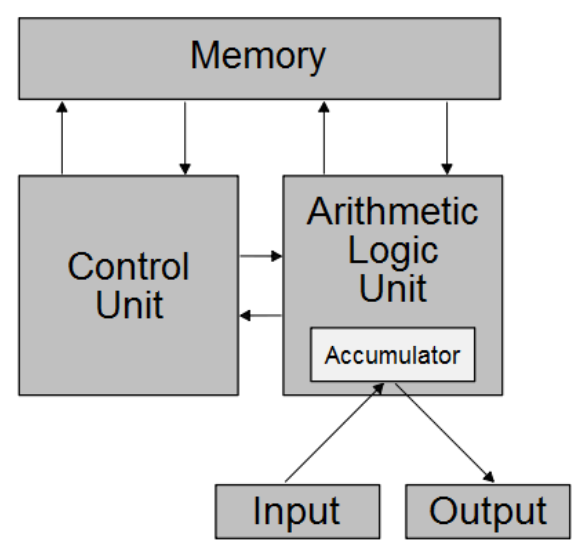 Memory
Control
Unit
Arithmetic
Logic
Unit
Accumulator
Input
Output